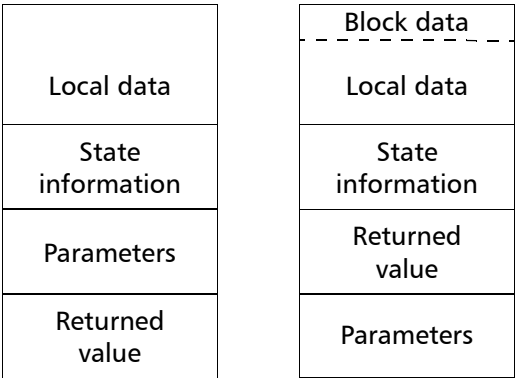 Local data
State
information
Parameters
Returned
value
Block data
Local data
State
information
Returned
value
Parameters